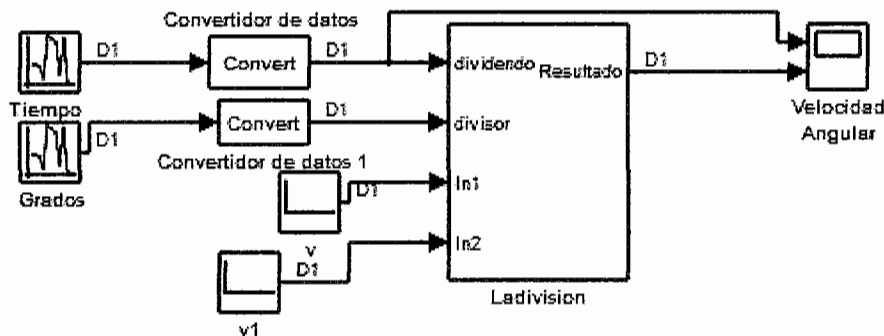 Convertidor de datos
D1
Convert
D1
Tiempo
D1
Convert
D1
Convertidor de datos 1
Grados
dividendo
Resultado
D1
divisor
In1
In2
Ladivision
Velocidad
Angular
D1
v
D1
v1